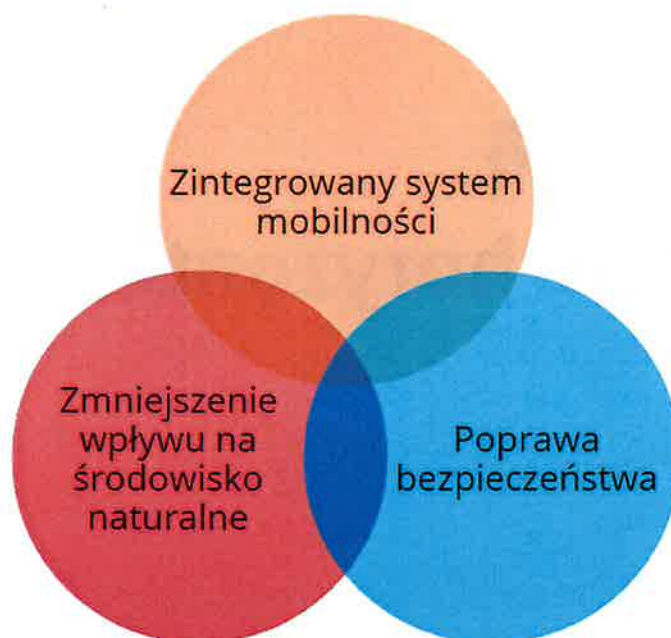 Zintegrowany system
mobilności
Zmniejszenie
wpływu na
środowisko
naturalne
Poprawa
bezpieczeństwa